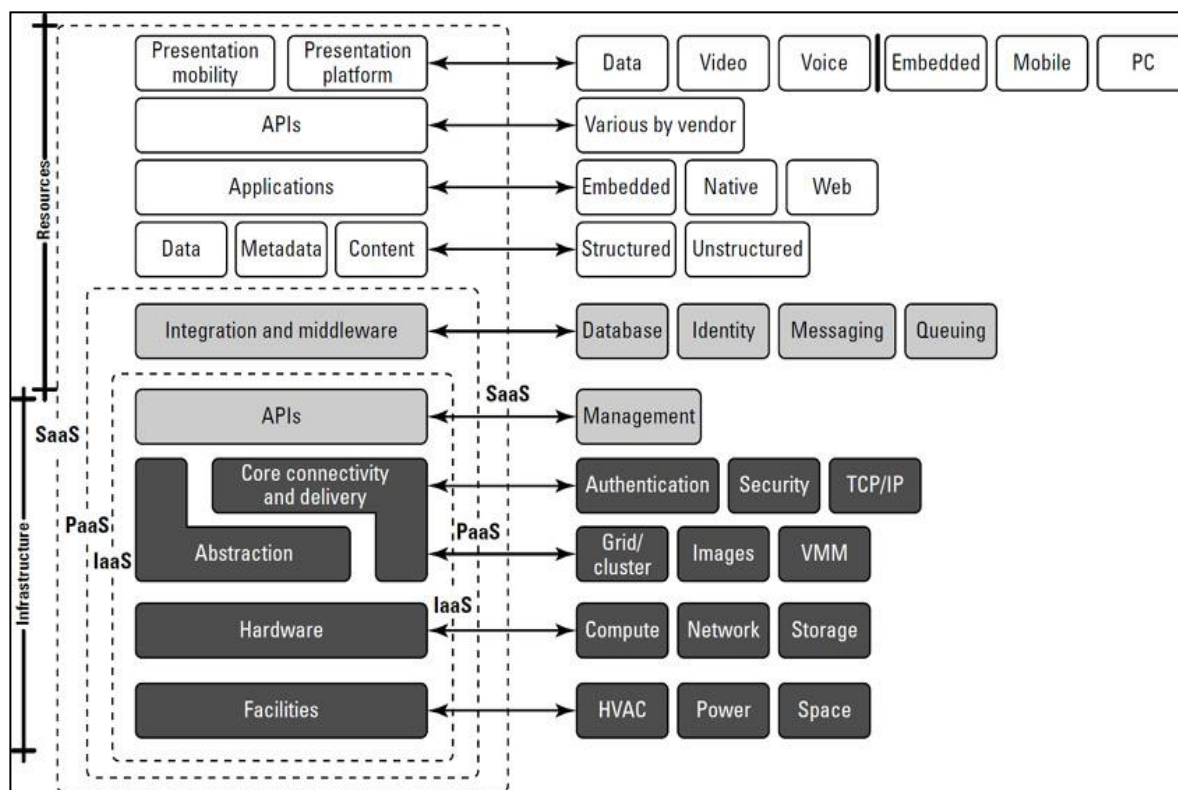 Presentation mobility
Presentation platform
Data
Video
Voice
Embedded
Mobile
PC
APIs
Various by vendor
Applications
Embedded
Native
Web
Resources
Data
Metadata
Content
Structured
Unstructured
Integration and middleware
Database
Identity
Messaging
Queuing
APIs
SaaS
Management
SaaS
Core connectivity
and delivery
Authentication
Security
TCP/IP
PaaS
Abstraction
PaaS
Grid/
cluster
Images
VMM
IaaS
Infrastructure
IaaS
Hardware
Compute
Network
Storage
Facilities
HVAC
Power
Space